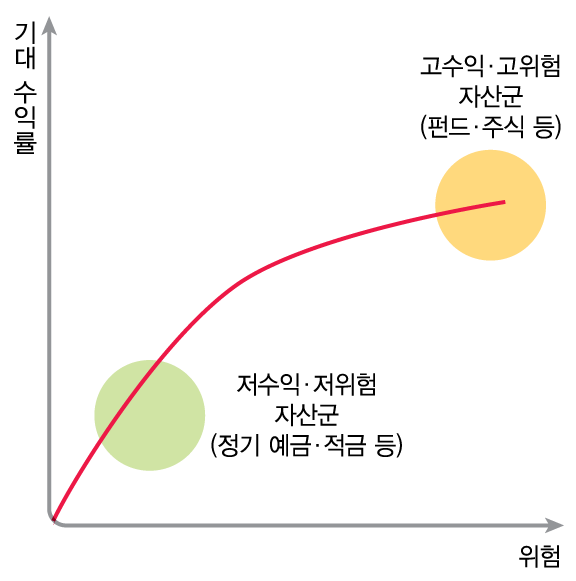 기대 수익률
고수익·고위험
자산군
(펀드·주식 등)
저수익·저위험
자산군
(정기 예금·적금 등)
위험